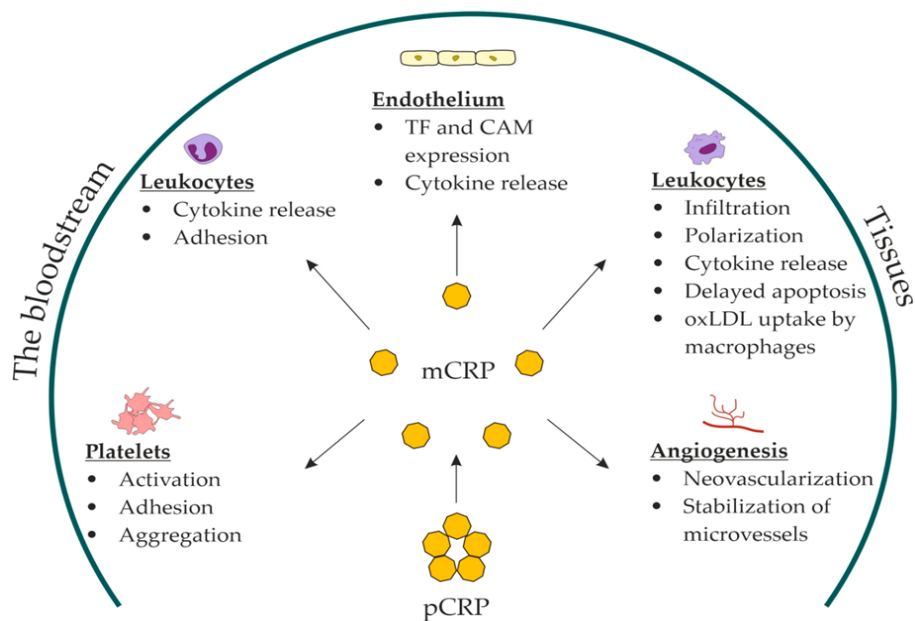 Endothelium
• TF and CAM
expression
• Cytokine release
Leukocytes
• Cytokine release
• Adhesion
Leukocytes
• Infiltration
• Polarization
• Cytokine release
• Delayed apoptosis
• oxLDL uptake by
macrophages
The bloodstream
Tissues
mCRP
Platelets
• Activation
• Adhesion
• Aggregation
Angiogenesis
• Neovascularization
• Stabilization of
microvessels
pCRP